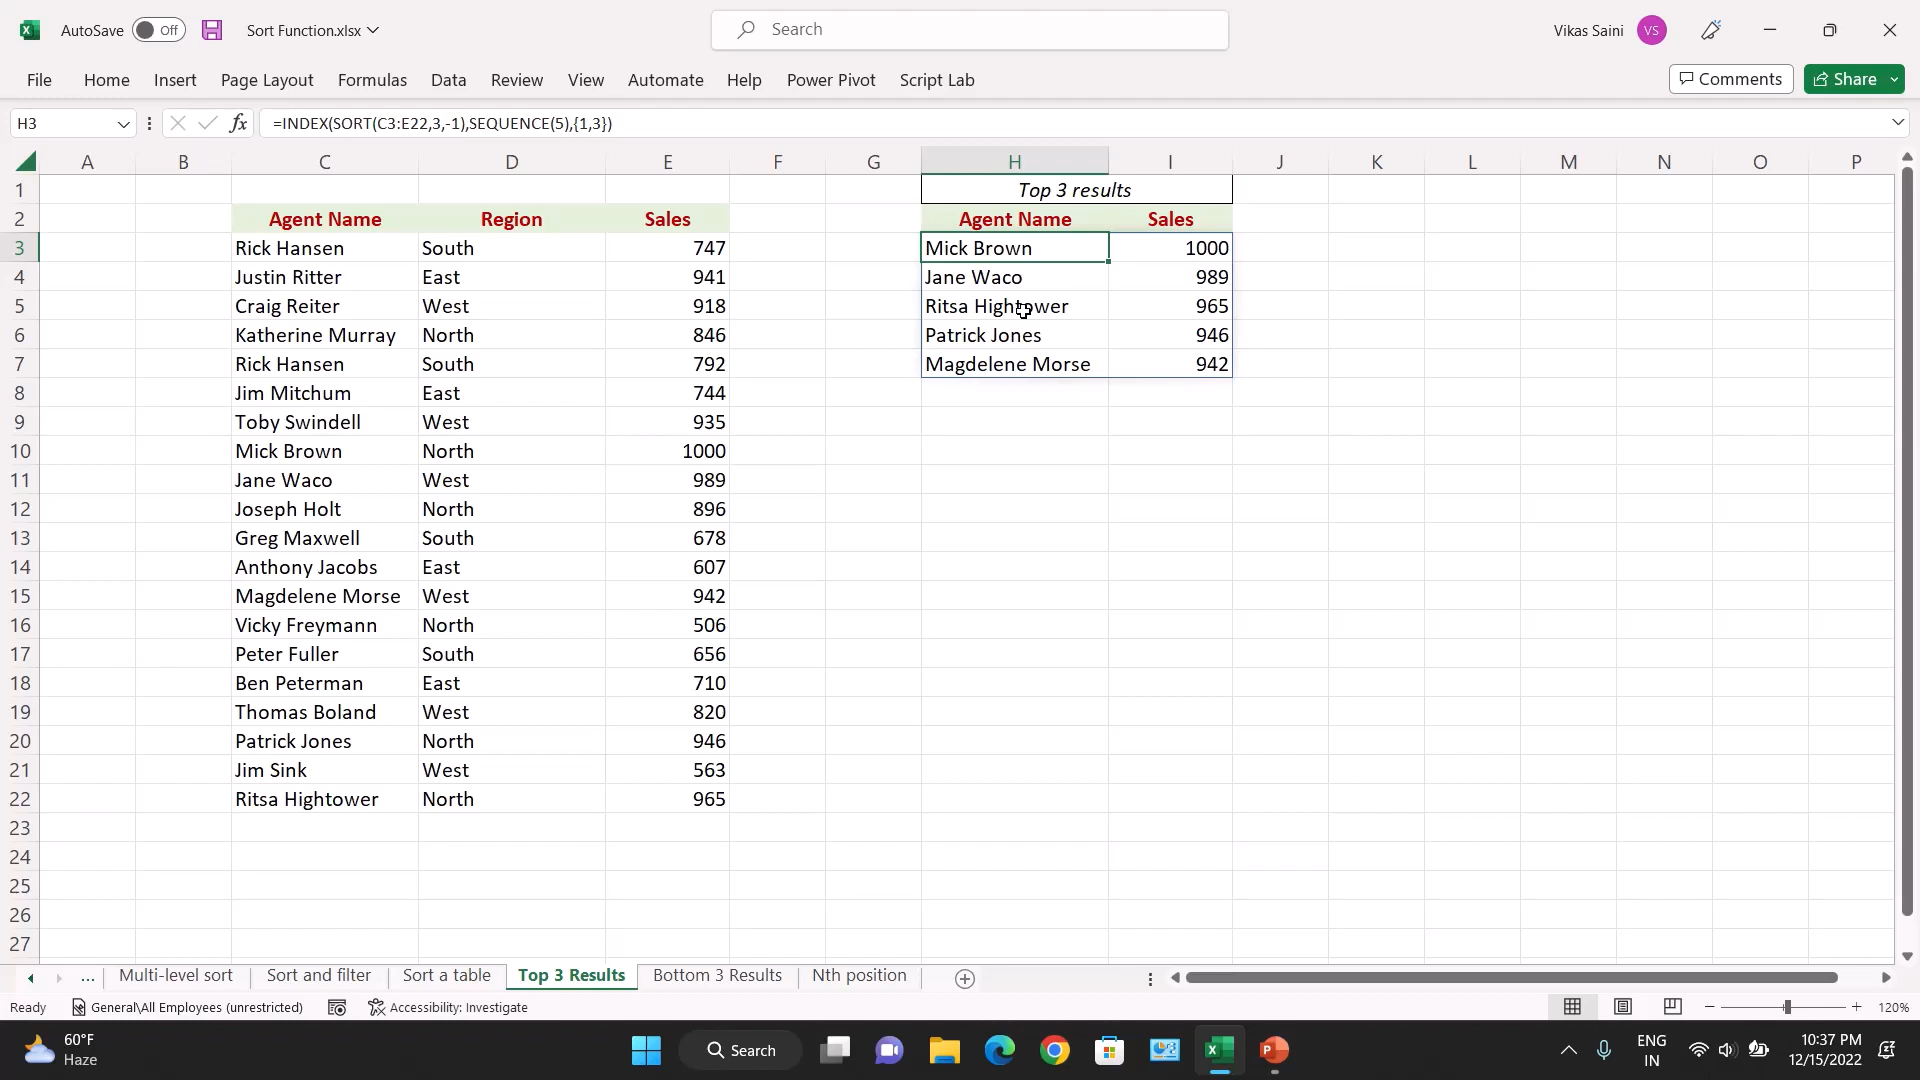 AutoSave Off Sort Function.xlsx Search Vikas Saini VS
File Home Insert Page Layout Formulas Data Review View Automate Help Power Pivot Script Lab Comments Share
H3 fx =INDEX(SORT(C3:E22,3,-1),SEQUENCE(5),{1,3})
A B C D E F G H I J K L M N O P
1 Top 3 results
2 Agent Name Region Sales Agent Name Sales
3 Rick Hansen South 747 Mick Brown 1000
4 Justin Ritter East 941 Jane Waco 989
5 Craig Reiter West 918 Ritsa Hightower 965
6 Katherine Murray North 846 Patrick Jones 946
7 Rick Hansen South 792 Magdelene Morse 942
8 Jim Mitchum East 744
9 Toby Swindell West 935
10 Mick Brown North 1000
11 Jane Waco West 989
12 Joseph Holt North 896
13 Greg Maxwell South 678
14 Anthony Jacobs East 607
15 Magdelene Morse West 942
16 Vicky Freymann North 506
17 Peter Fuller South 656
18 Ben Peterman East 710
19 Thomas Boland West 820
20 Patrick Jones North 946
21 Jim Sink West 563
22 Ritsa Hightower North 965
23
24
25
26
27
... Multi-level sort Sort and filter Sort a table Top 3 Results Bottom 3 Results Nth position
Ready General\All Employees (unrestricted) Accessibility: Investigate 120%
60°F Search ENG 10:37 PM
Haze IN 12/15/2022